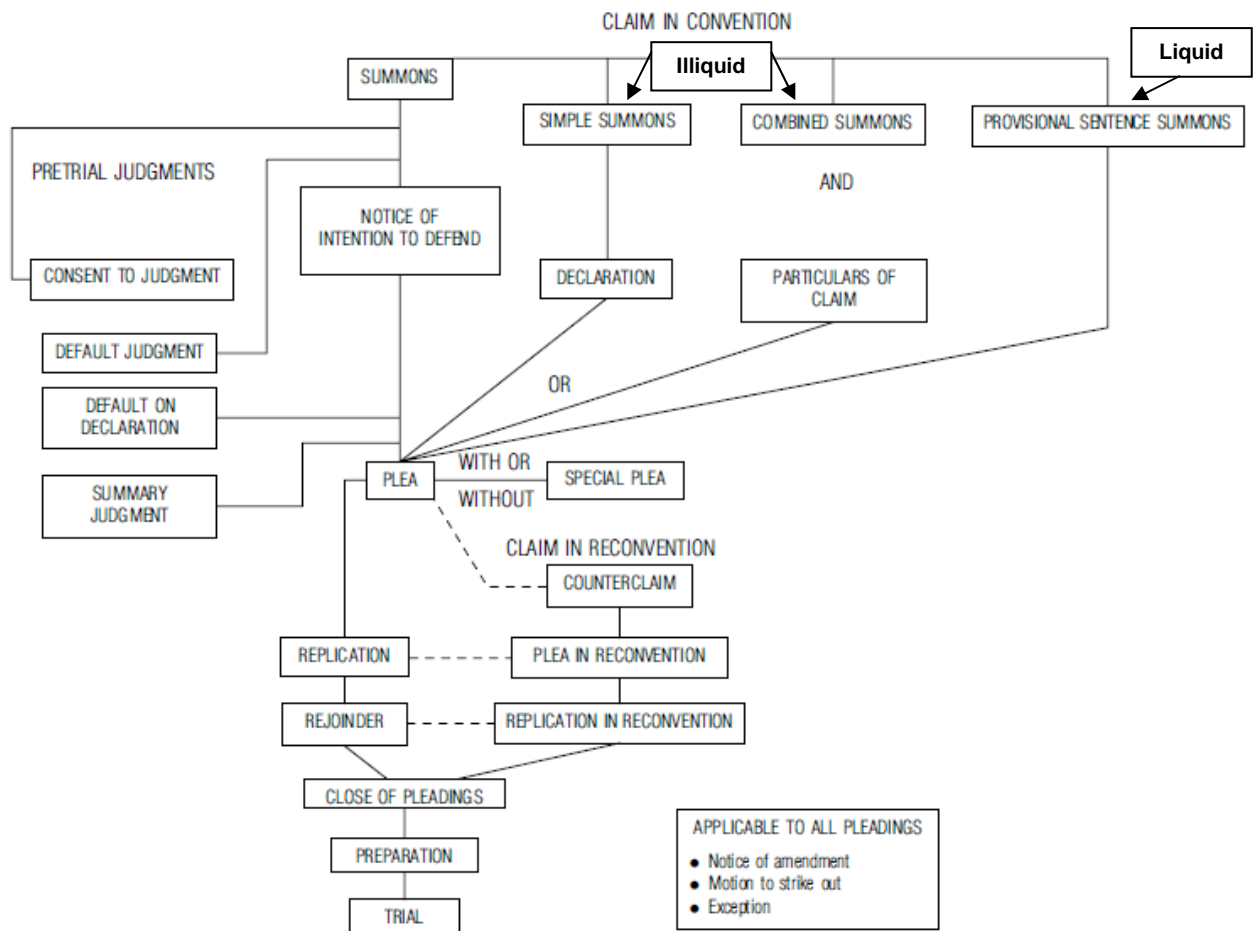 CLAIM IN CONVENTION
Illiquid
Liquid
SUMMONS
SIMPLE SUMMONS
COMBINED SUMMONS
PROVISIONAL SENTENCE SUMMONS
PRETRIAL JUDGMENTS
AND
NOTICE OF
INTENTION TO DEFEND
CONSENT TO JUDGMENT
DECLARATION
PARTICULARS OF
CLAIM
DEFAULT JUDGMENT
OR
DEFAULT ON
DECLARATION
PLEA
WITH OR
WITHOUT
SPECIAL PLEA
SUMMARY
JUDGMENT
CLAIM IN RECONVENTION
COUNTERCLAIM
REPLICATION
PLEA IN RECONVENTION
REJOINDER
REPLICATION IN RECONVENTION
CLOSE OF PLEADINGS
PREPARATION
TRIAL
APPLICABLE TO ALL PLEADINGS
● Notice of amendment
● Motion to strike out
● Exception